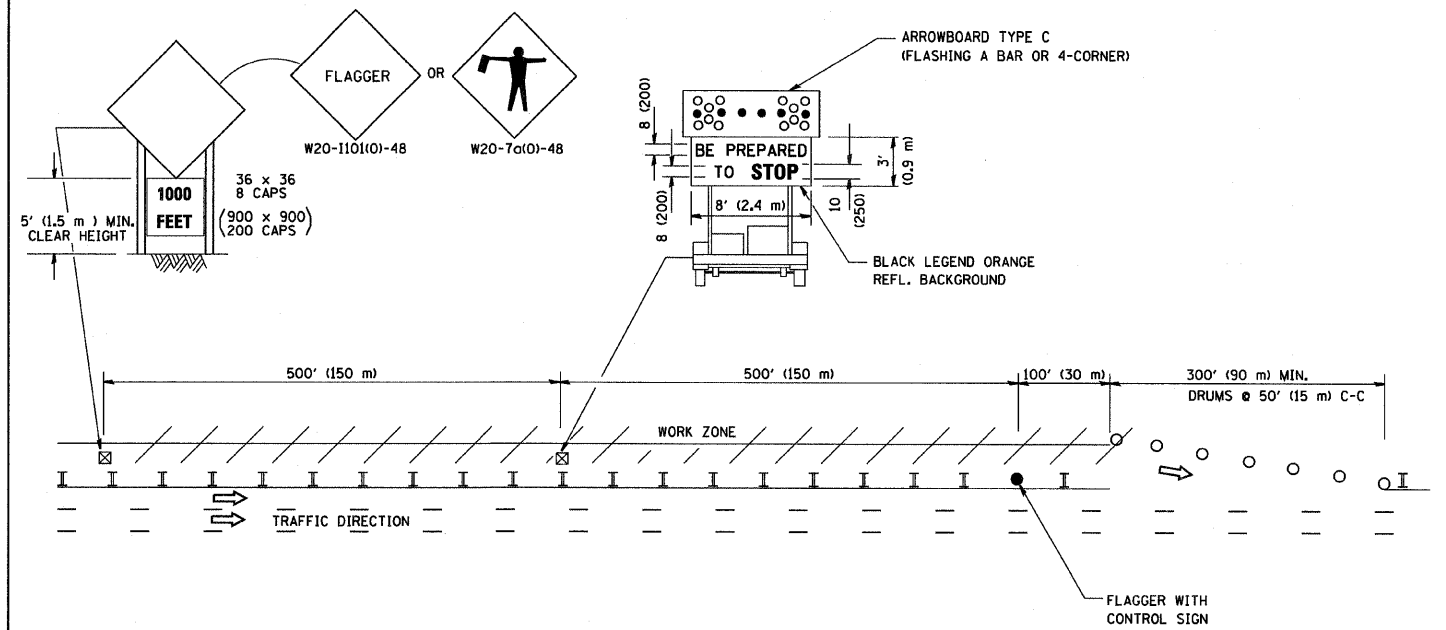 FLAGGER
OR
W20-I101(O)-48
W20-7a(O)-48
1000
FEET
36 x 36
8 CAPS
(900 x 900)
200 CAPS
5' (1.5 m ) MIN.
CLEAR HEIGHT
ARROWBOARD TYPE C
(FLASHING A BAR OR 4-CORNER)
8 (200)
8 (200)
BE PREPARED
TO STOP
3'
(0.9 m)
10
(250)
8' (2.4 m)
BLACK LEGEND ORANGE
REFL. BACKGROUND
500' (150 m)
500' (150 m)
100' (30 m)
300' (90 m) MIN.
DRUMS @ 50' (15 m) C-C
WORK ZONE
TRAFFIC DIRECTION
FLAGGER WITH
CONTROL SIGN